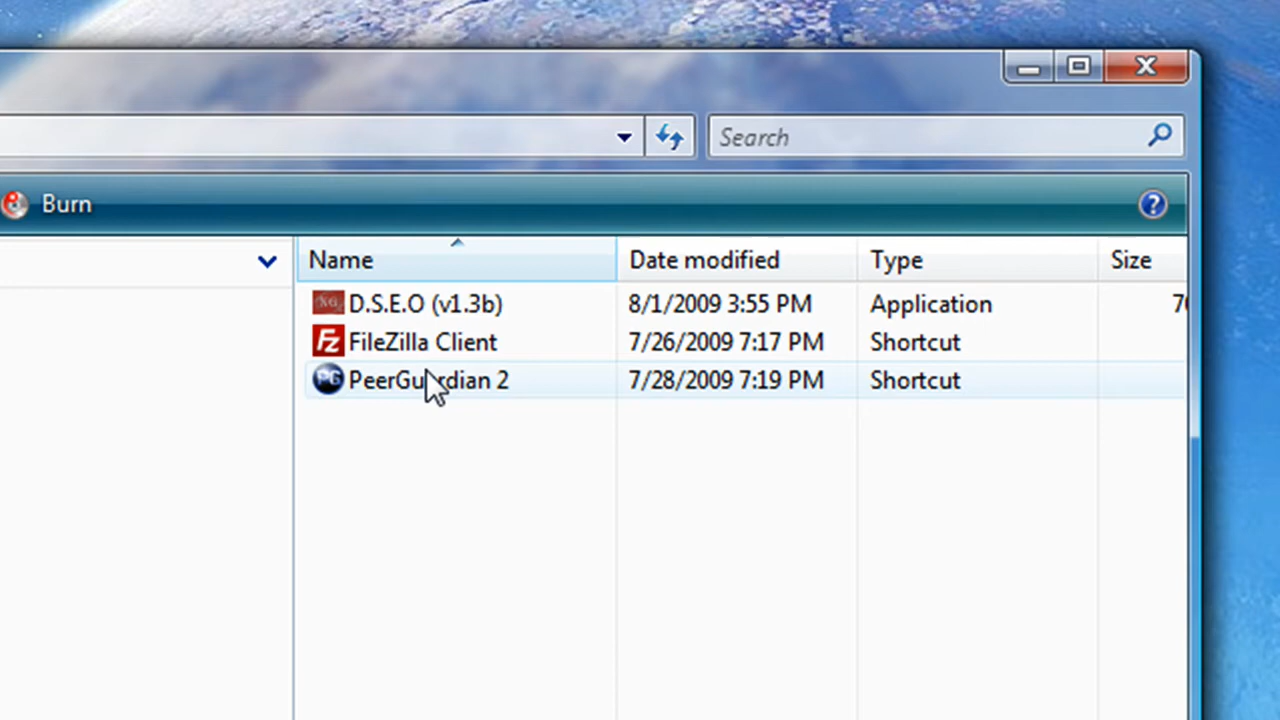 Search
Burn
Name Date modified Type Size
D.S.E.O (v1.3b) 8/1/2009 3:55 PM Application
FileZilla Client 7/26/2009 7:17 PM Shortcut
PeerGuardian 2 7/28/2009 7:19 PM Shortcut